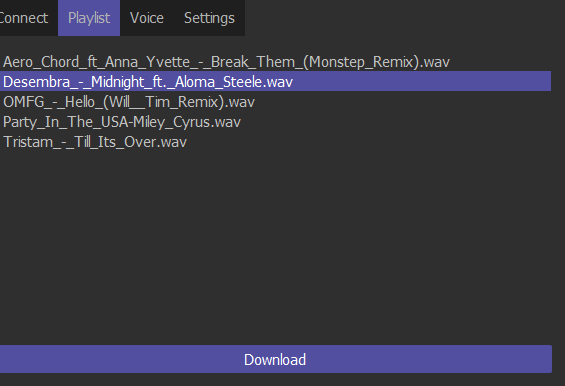 Connect Playlist Voice Settings
Aero_Chord_ft_Anna_Yvette_-_Break_Them_(Monstep_Remix).wav
Desembra_-_Midnight_ft._Aloma_Steele.wav
OMFG_-_Hello_(Will__Tim_Remix).wav
Party_In_The_USA-Miley_Cyrus.wav
Tristam_-_Till_Its_Over.wav
Download